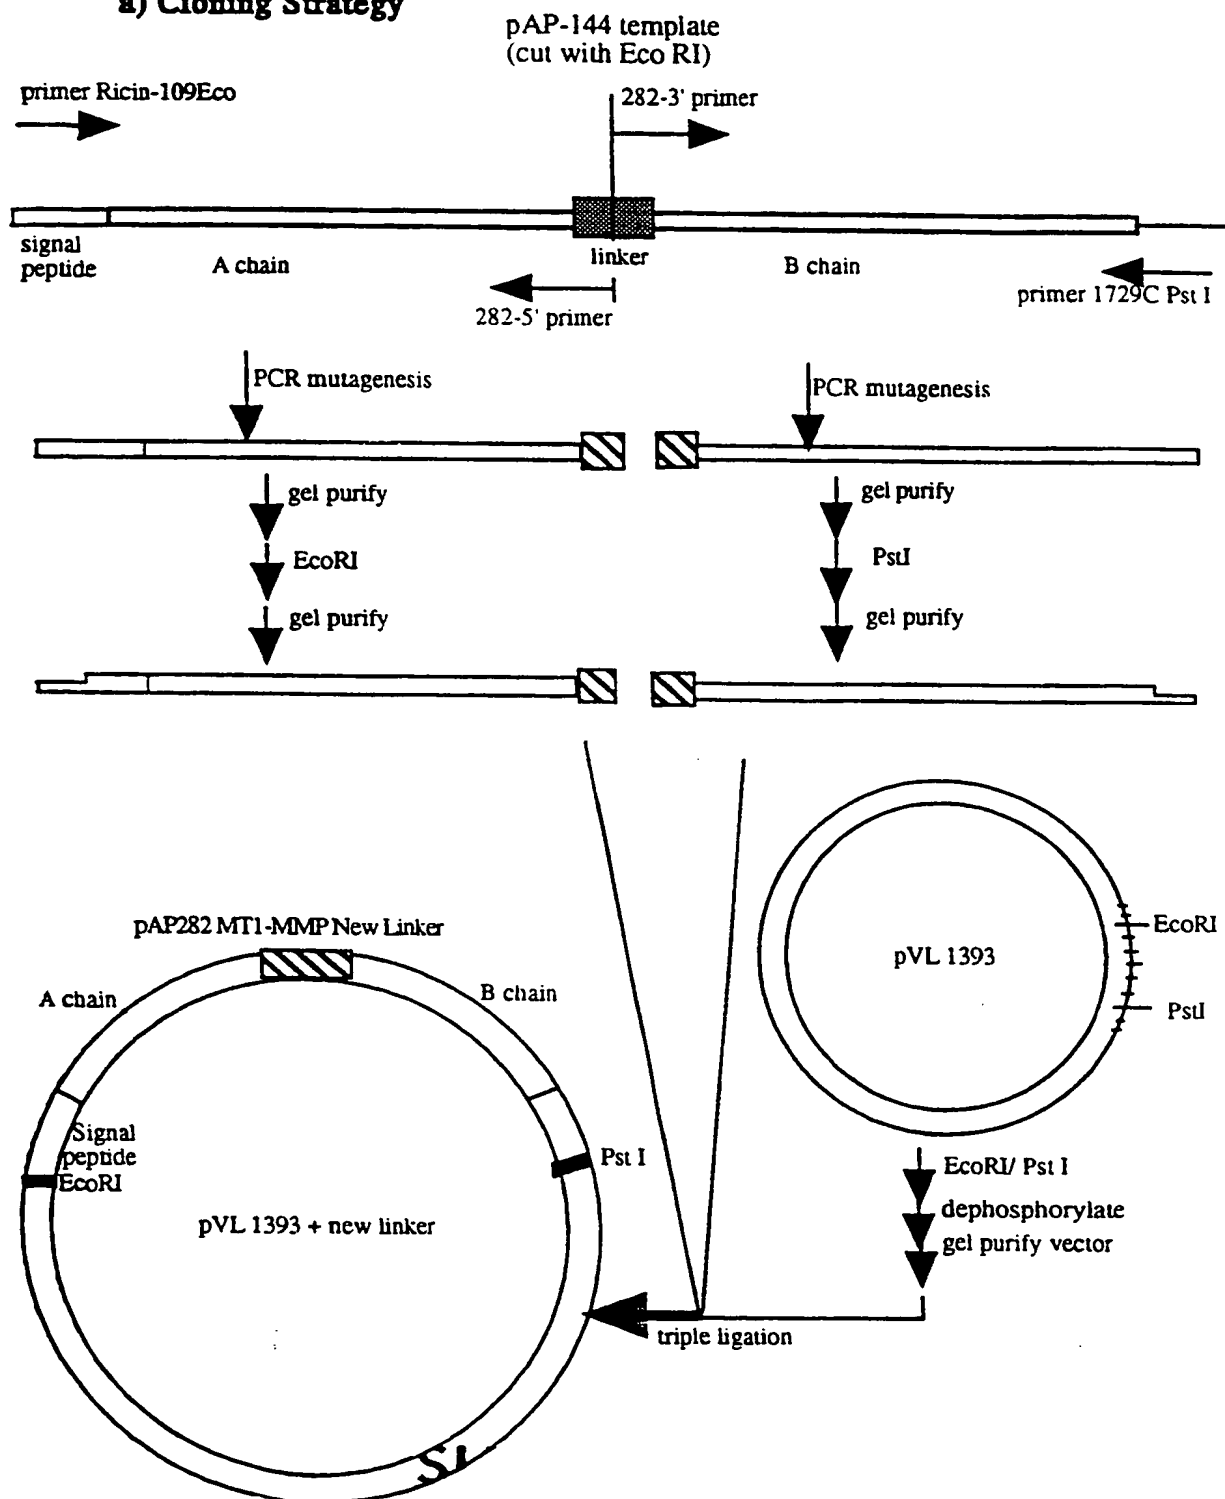 a) Cloning Strategy
pAP-144 template
(cut with Eco RI)
primer Ricin-109Eco
282-3' primer
signal
peptide
A chain
linker
B chain
282-5' primer
primer 1729C Pst I
PCR mutagenesis
PCR mutagenesis
gel purify
gel purify
EcoRI
PstI
gel purify
gel purify
pAP282 MT1-MMP New Linker
A chain
B chain
pVL 1393
EcoRI
PstI
Signal
peptide
EcoRI
Pst I
pVL 1393 + new linker
EcoRI/ Pst I
dephosphorylate
gel purify vector
triple ligation